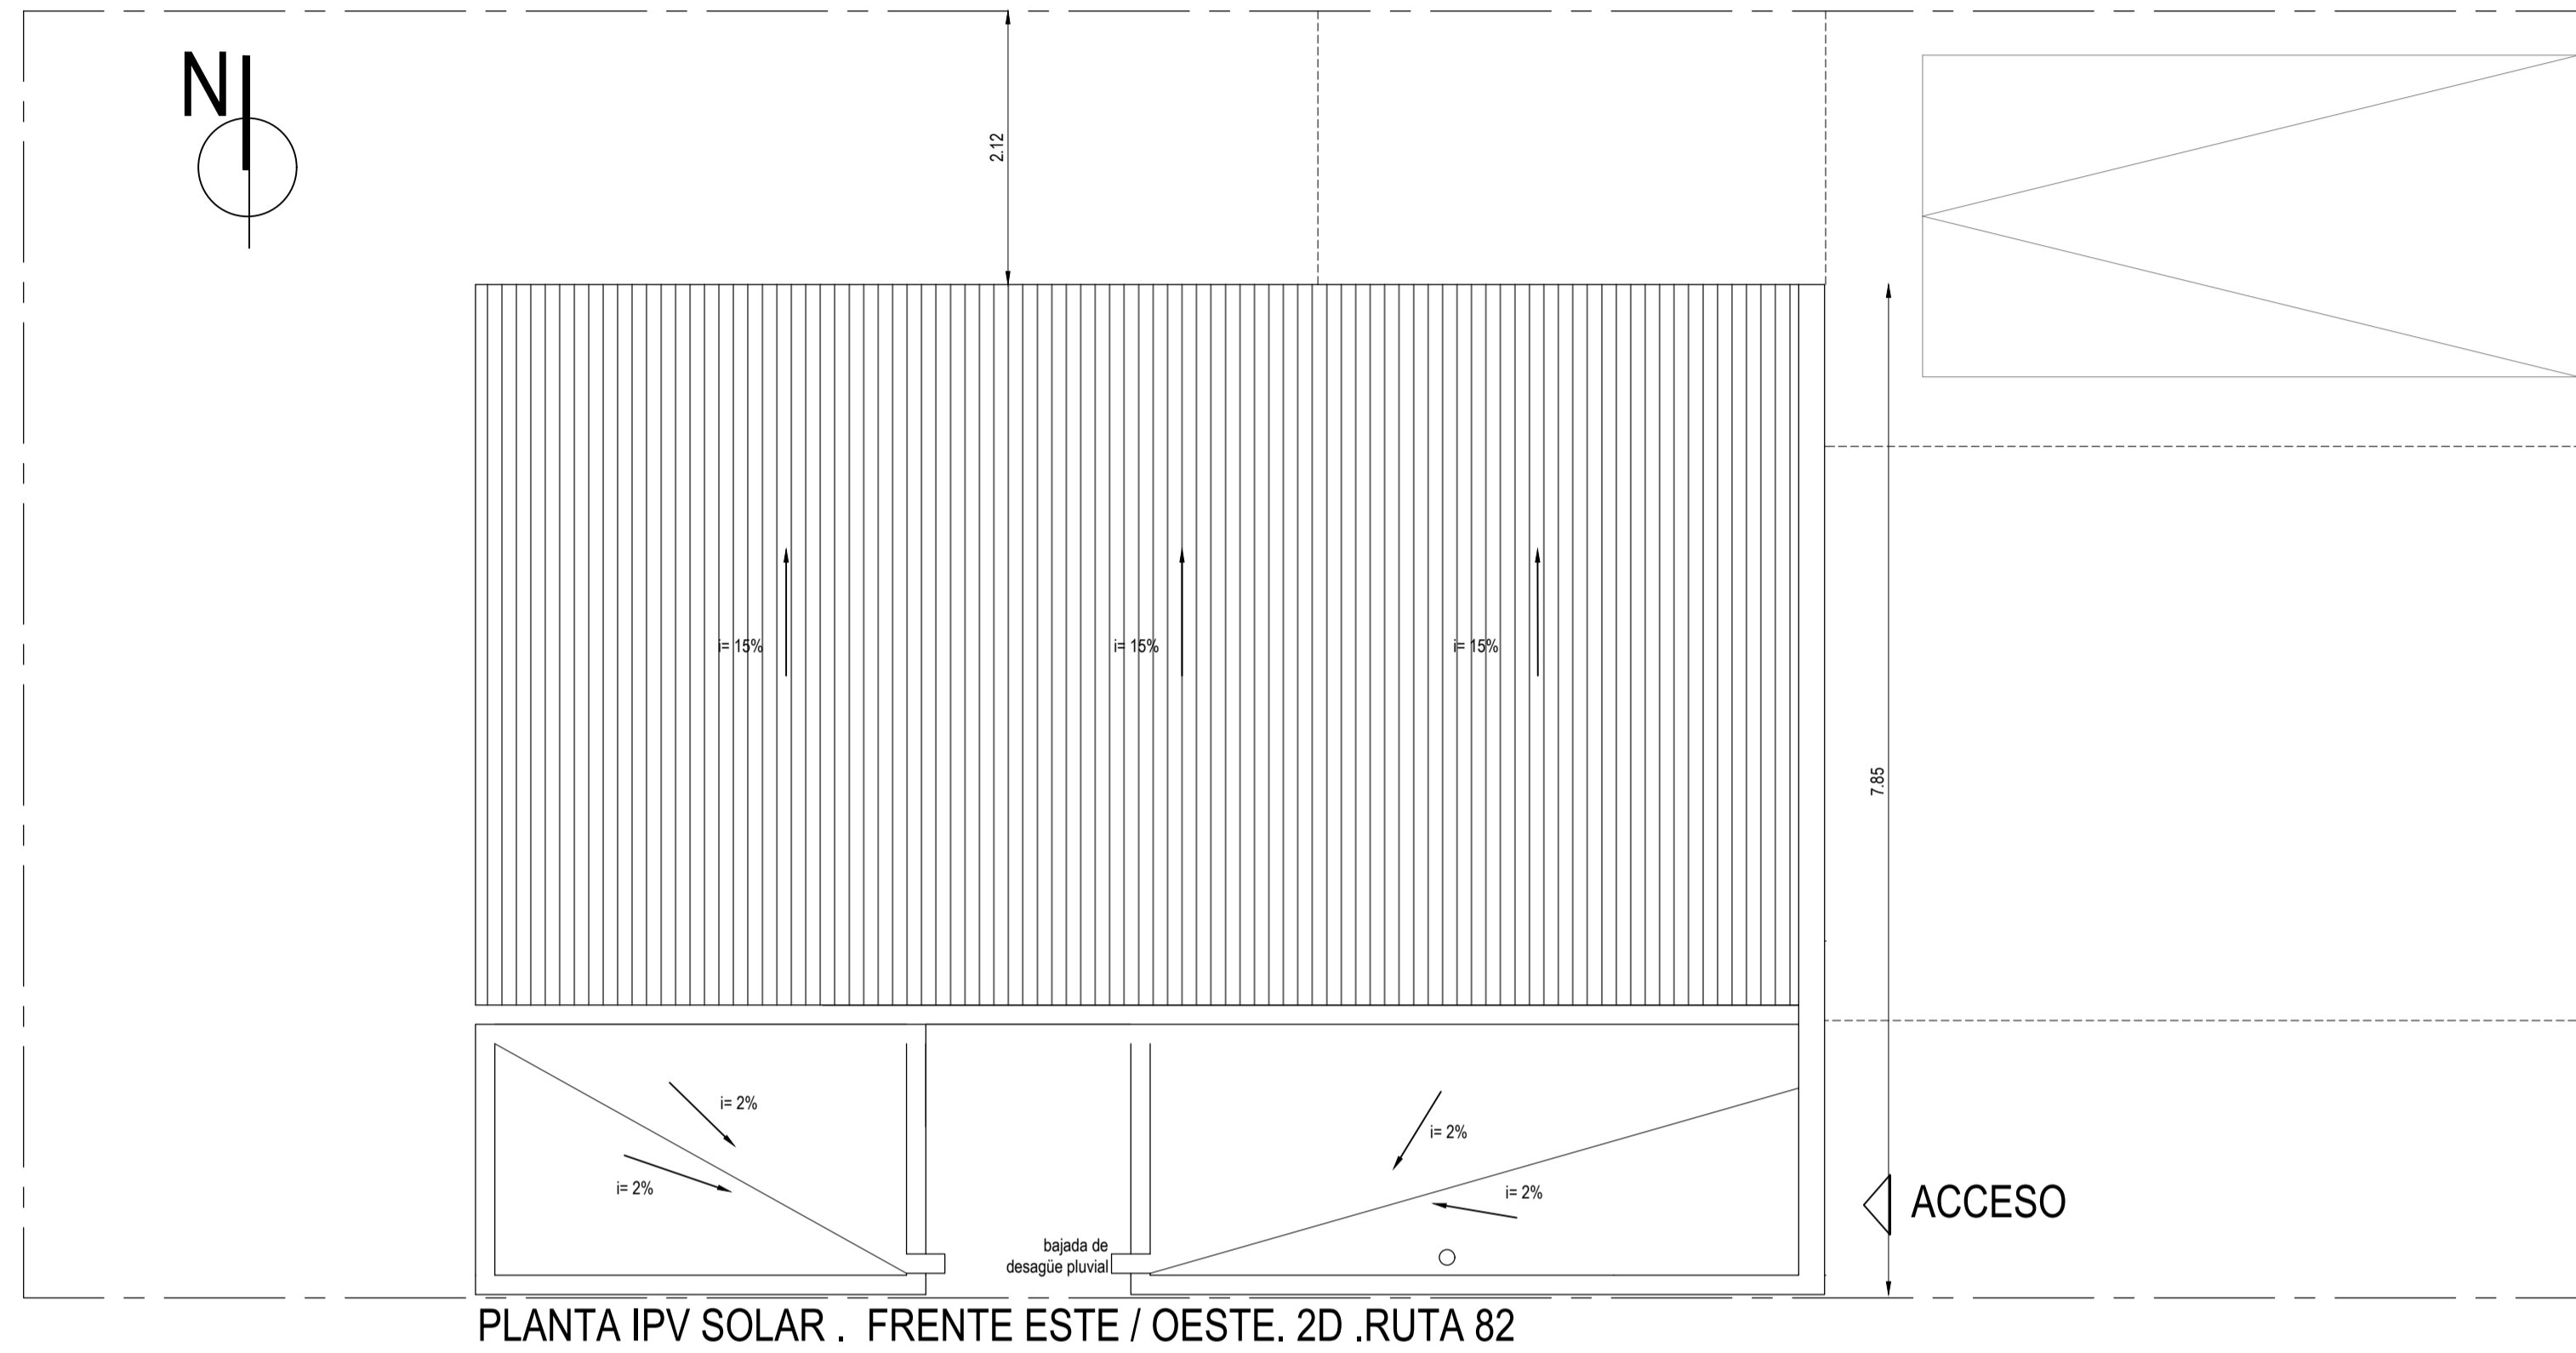 N
2.12
7.85
i= 15%
i= 15%
i= 15%
i= 2%
i= 2%
i= 2%
i= 2%
bajada de
desagüe pluvial
ACCESO
PLANTA IPV SOLAR . FRENTE ESTE / OESTE. 2D .RUTA 82